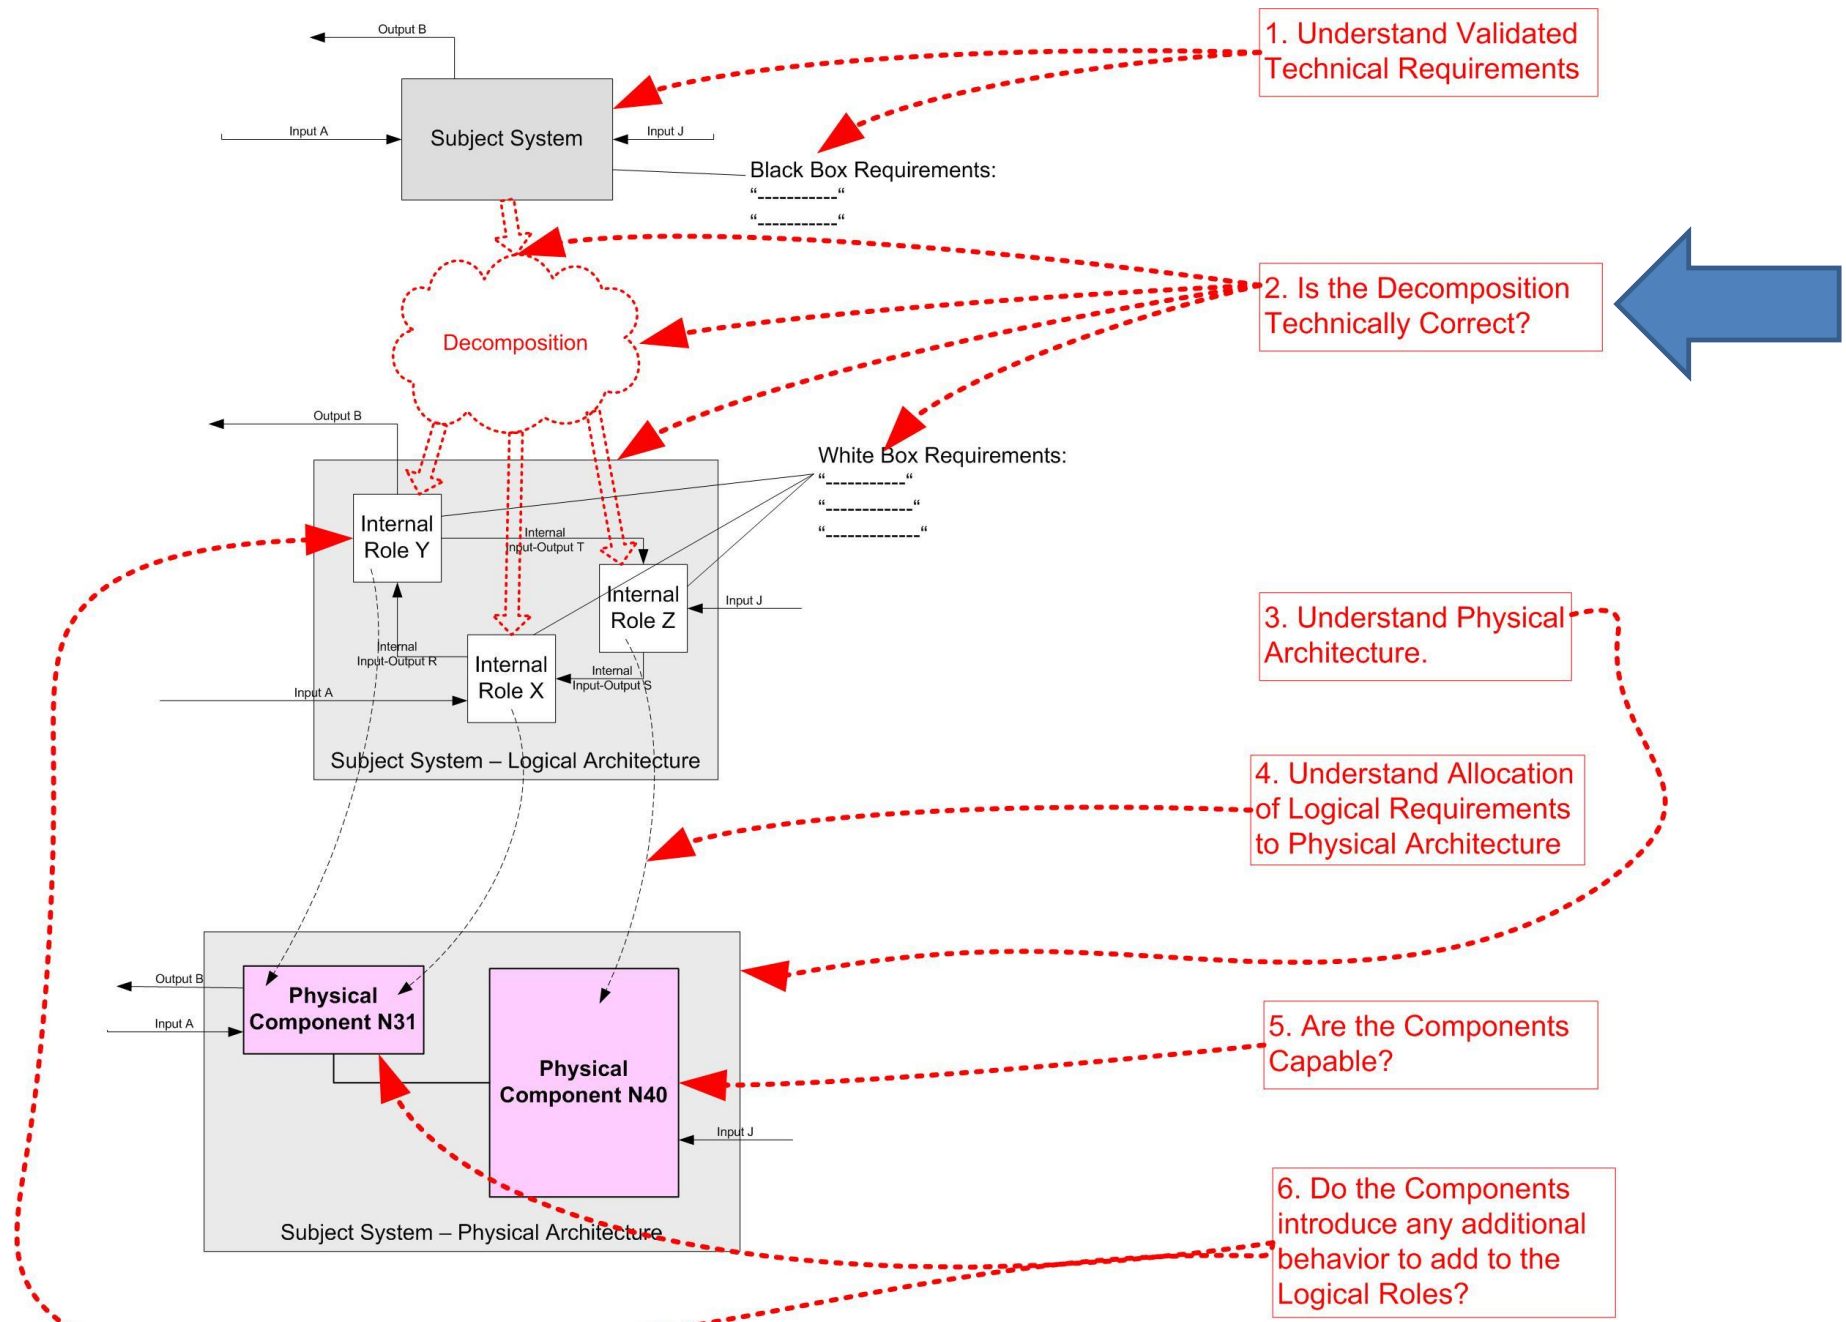 Output B
1. Understand Validated
Technical Requirements
Input A
Subject System
Input J
Black Box Requirements:
“-----------“
“-----------“
2. Is the Decomposition
Technically Correct?
Decomposition
Output B
White Box Requirements:
“----------“
“-----------“
“------------“
Internal
Role Y
Internal
Input-Output T
Internal
Role Z
Input J
3. Understand Physical
Architecture.
Internal
Input-Output R
Internal
Role X
Internal
Input-Output S
Input A
Subject System – Logical Architecture
4. Understand Allocation
of Logical Requirements
to Physical Architecture
Output B
Input A
Physical
Component N31
5. Are the Components
Capable?
Physical
Component N40
Input J
6. Do the Components
introduce any additional
behavior to add to the
Logical Roles?
Subject System – Physical Architecture